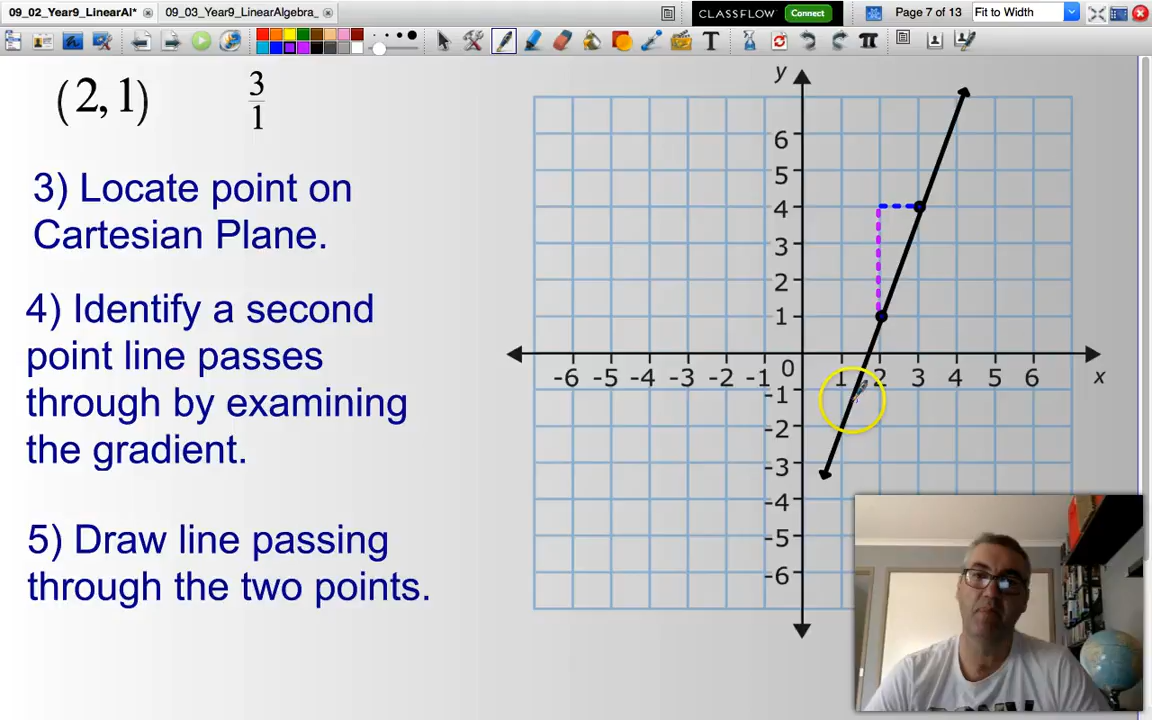 09_02_Year9_LinearAl*
09_03_Year9_LinearAlgebra_
CLASSFLOW Connect
Page 7 of 13
Fit to Width
T
π
(2, 1)
3
1
3) Locate point on
Cartesian Plane.
4) Identify a second
point line passes
through by examining
the gradient.
5) Draw line passing
through the two points.
y
6
5
4
3
2
1
0
-6 -5 -4 -3 -2 -1 1 2 3 4 5 6 x
-1
-2
-3
-4
-5
-6